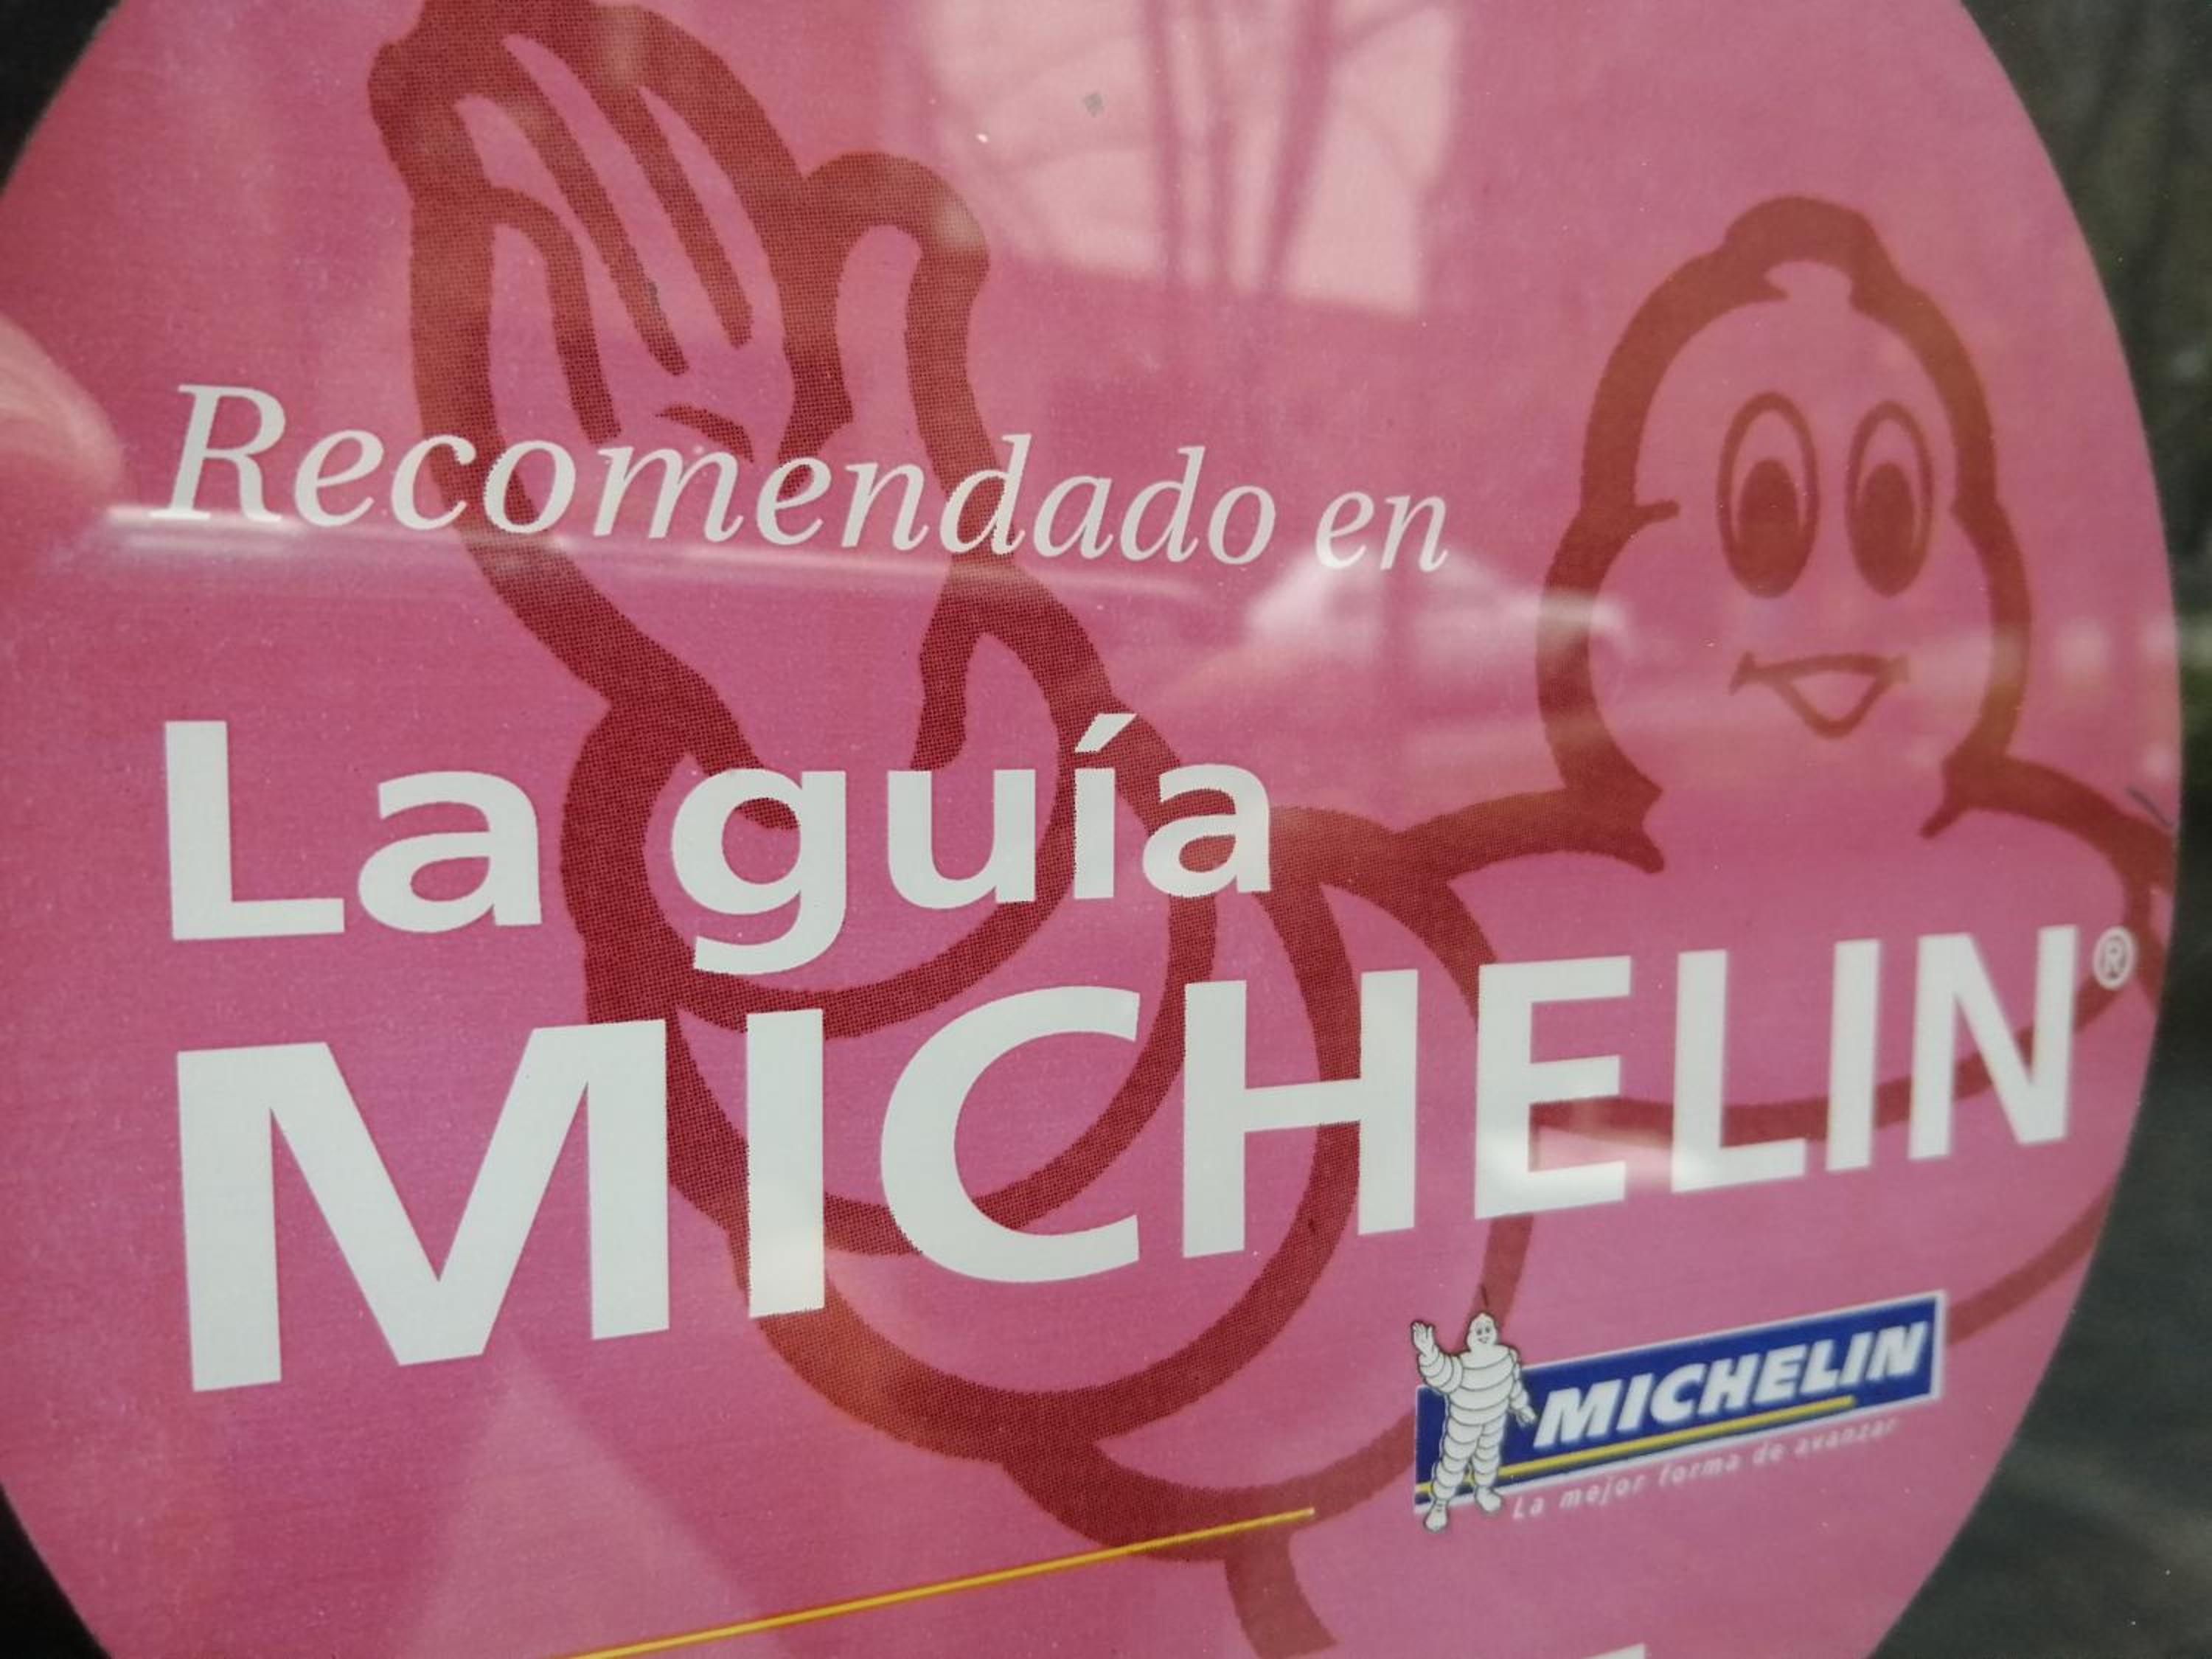 Recomendado en
La guía
MICHELIN®
MICHELIN
La mejor forma de avanzar